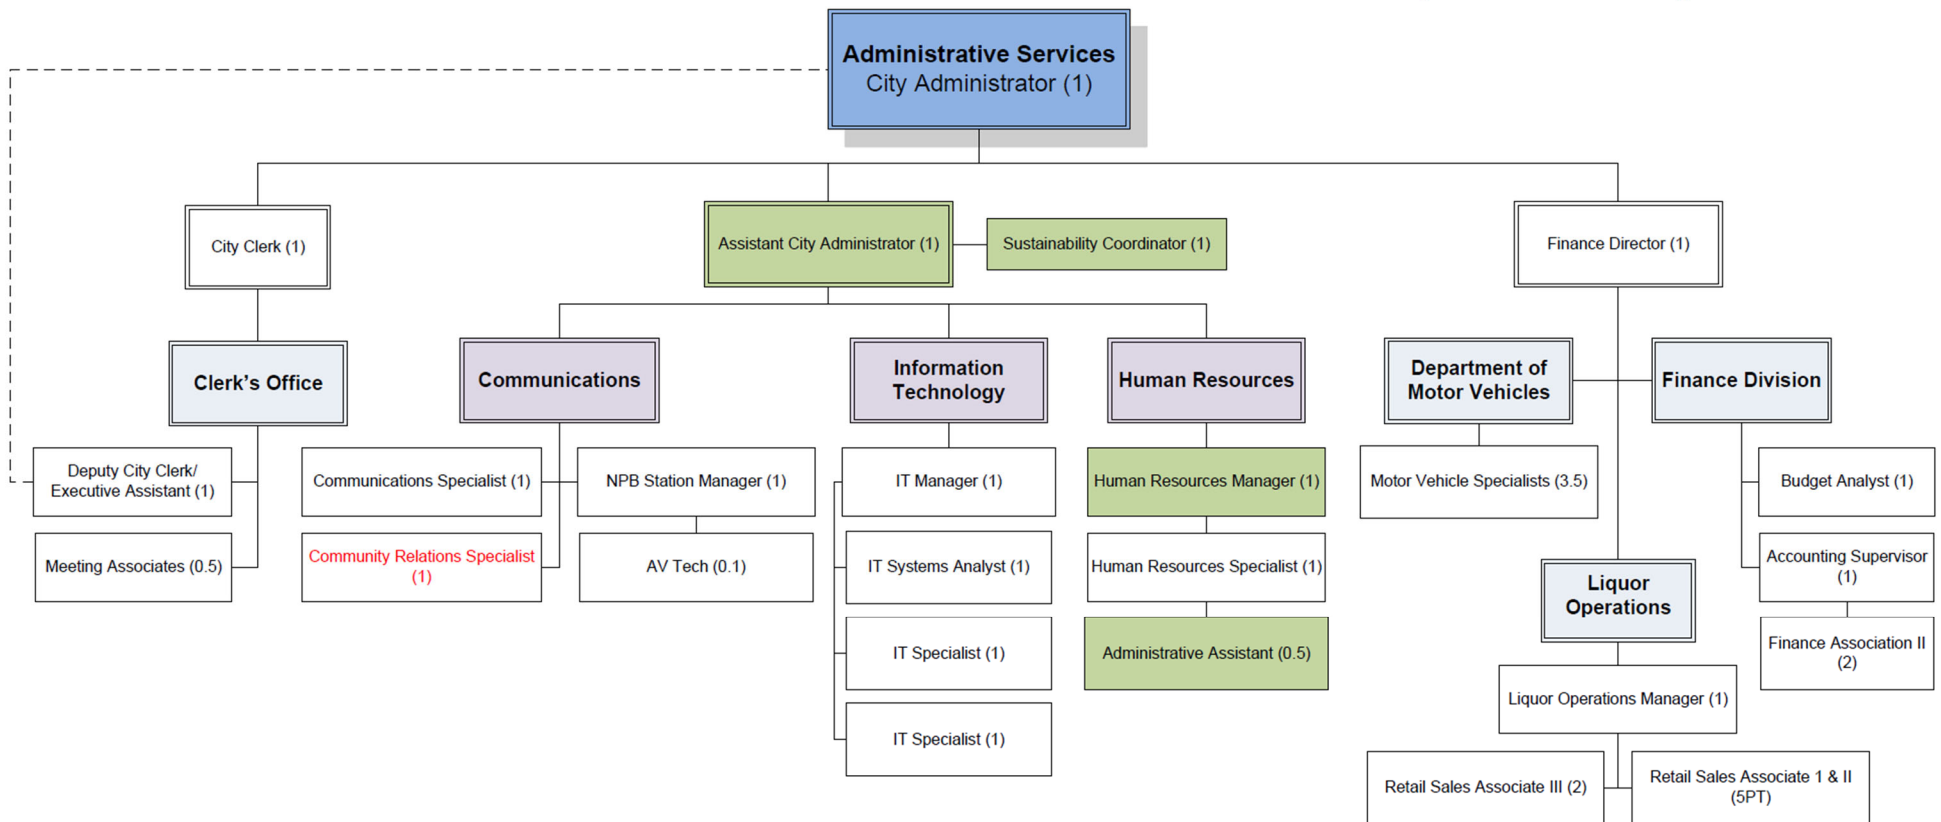 Administrative Services
City Administrator (1)
City Clerk (1)
Assistant City Administrator (1)
Sustainability Coordinator (1)
Finance Director (1)
Clerk's Office
Communications
Information
Technology
Human Resources
Department of
Motor Vehicles
Finance Division
Deputy City Clerk/
Executive Assistant (1)
Meeting Associates (0.5)
Communications Specialist (1)
NPB Station Manager (1)
Community Relations Specialist
(1)
AV Tech (0.1)
IT Manager (1)
IT Systems Analyst (1)
IT Specialist (1)
IT Specialist (1)
Human Resources Manager (1)
Human Resources Specialist (1)
Administrative Assistant (0.5)
Motor Vehicle Specialists (3.5)
Budget Analyst (1)
Accounting Supervisor
(1)
Finance Association II
(2)
Liquor
Operations
Liquor Operations Manager (1)
Retail Sales Associate III (2)
Retail Sales Associate 1 & II
(5PT)